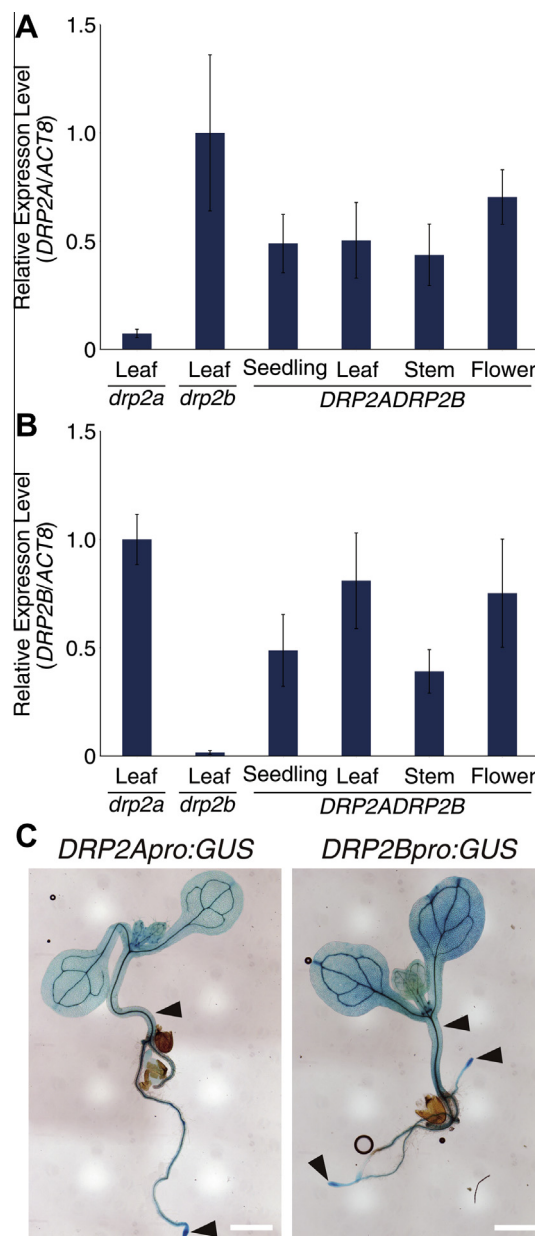 A
Relative Expresson Level
(DRP2A/ACT8)
1.5
1.0
0.5
0
Leaf Leaf Seedling Leaf Stem Flower
drp2a drp2b DRP2ADRP2B
B
Relative Expresson Level
(DRP2B/ACT8)
1.5
1.0
0.5
0
Leaf Leaf Seedling Leaf Stem Flower
drp2a drp2b DRP2ADRP2B
C
DRP2Apro:GUS DRP2Bpro:GUS